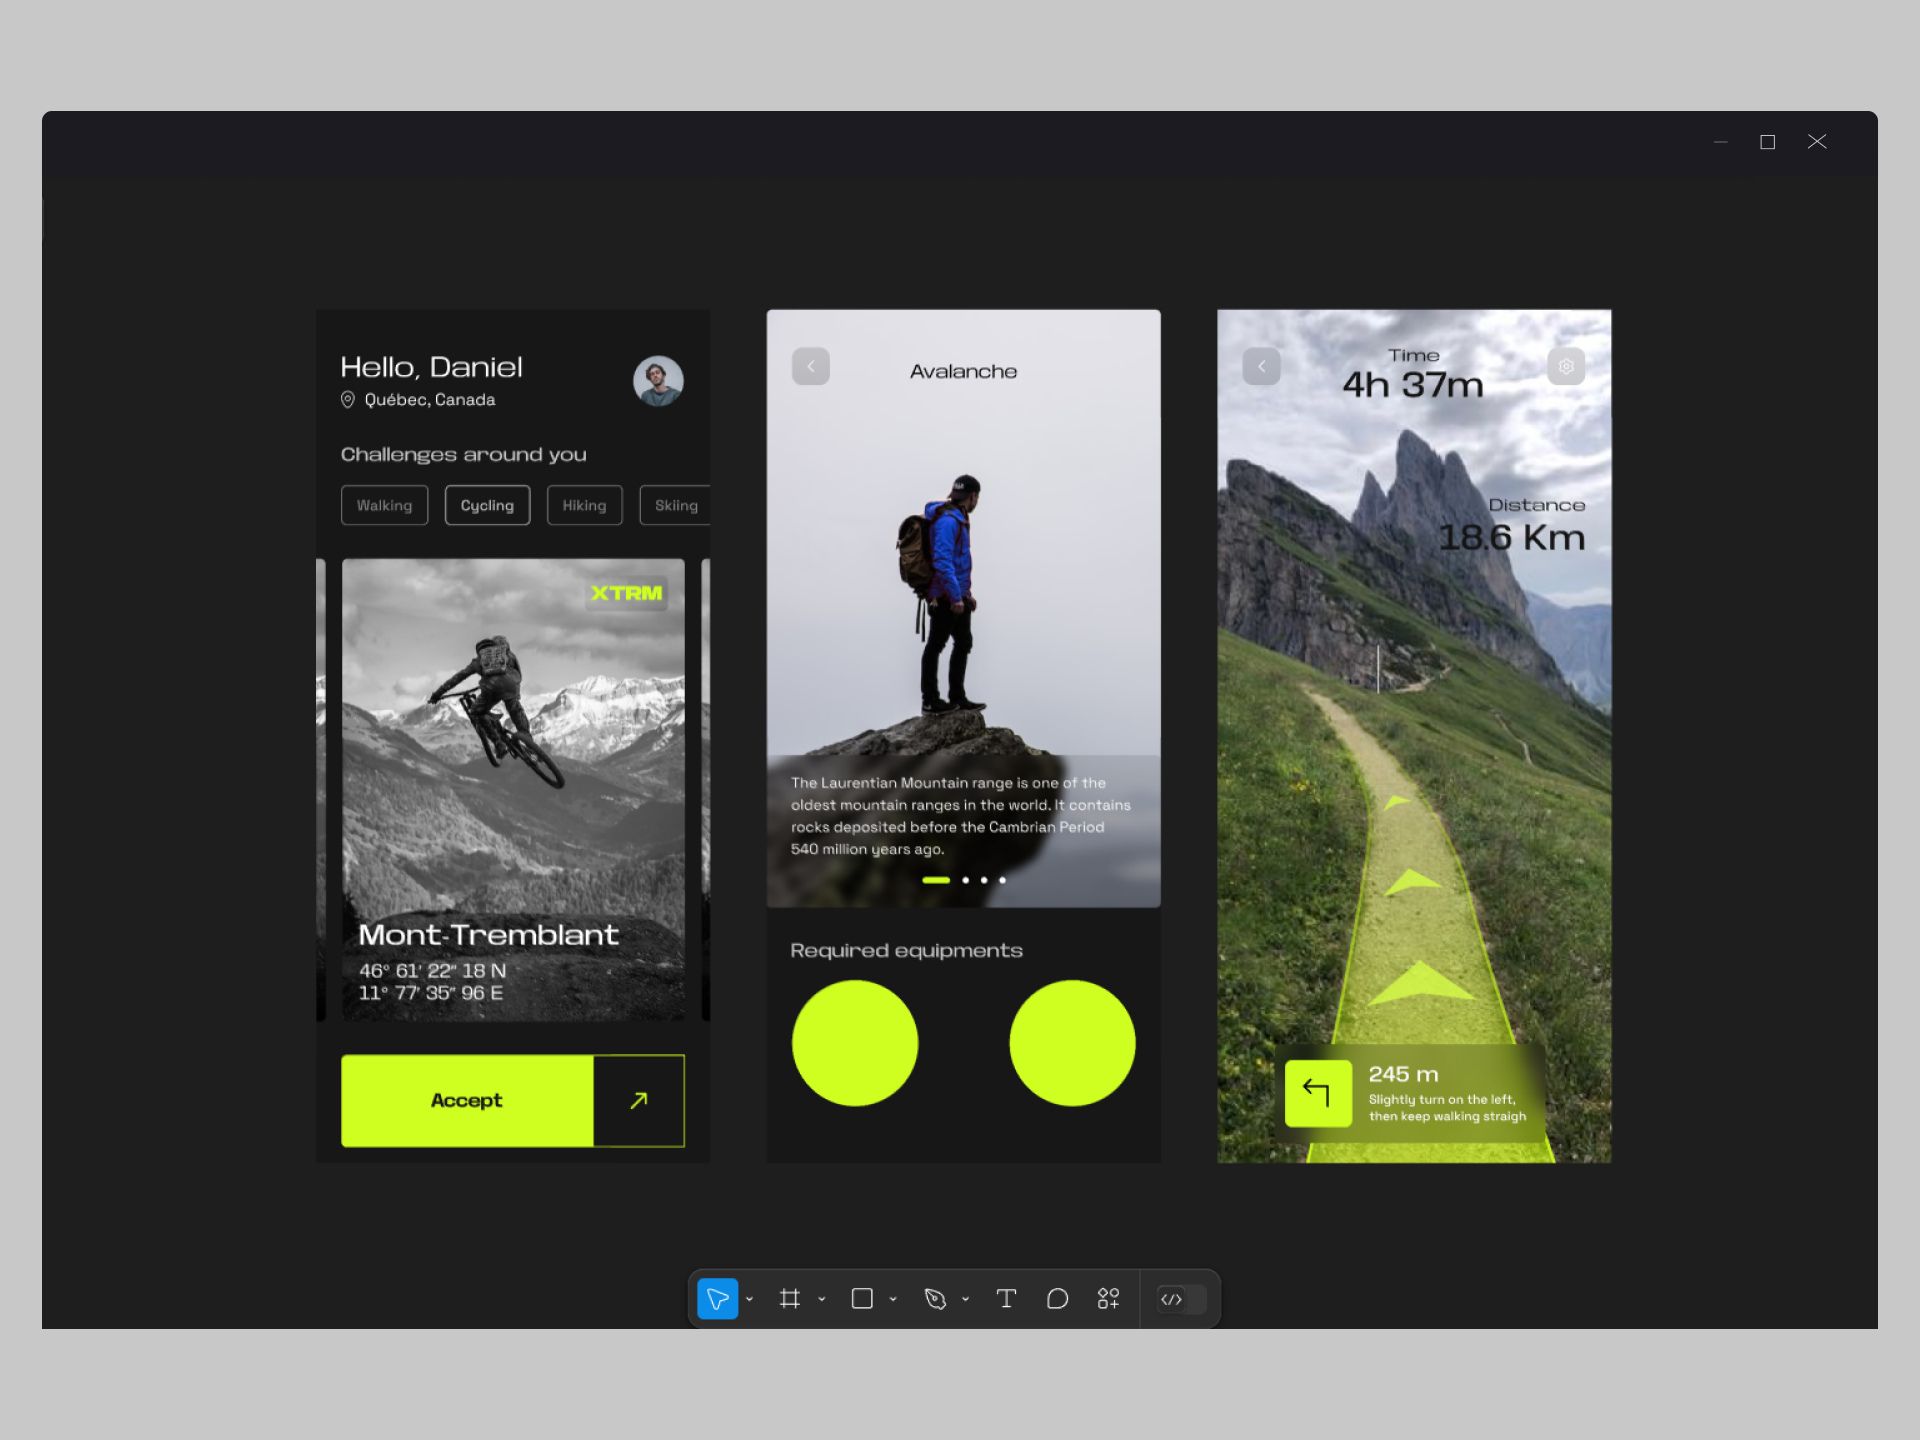 Hello, Daniel
Québec, Canada
Challenges around you
Walking
Cycling
Hiking
Skiing
XTRM
Mont-Tremblant
46° 61' 22" 18 N
11° 77' 35" 96 E
Accept
Avalanche
The Laurentian Mountain range is one of the
oldest mountain ranges in the world. It contains
rocks deposited before the Cambrian Period
540 million years ago.
Required equipments
Time
4h 37m
Distance
18.6 Km
245 m
Slightly turn on the left,
then keep walking straigh